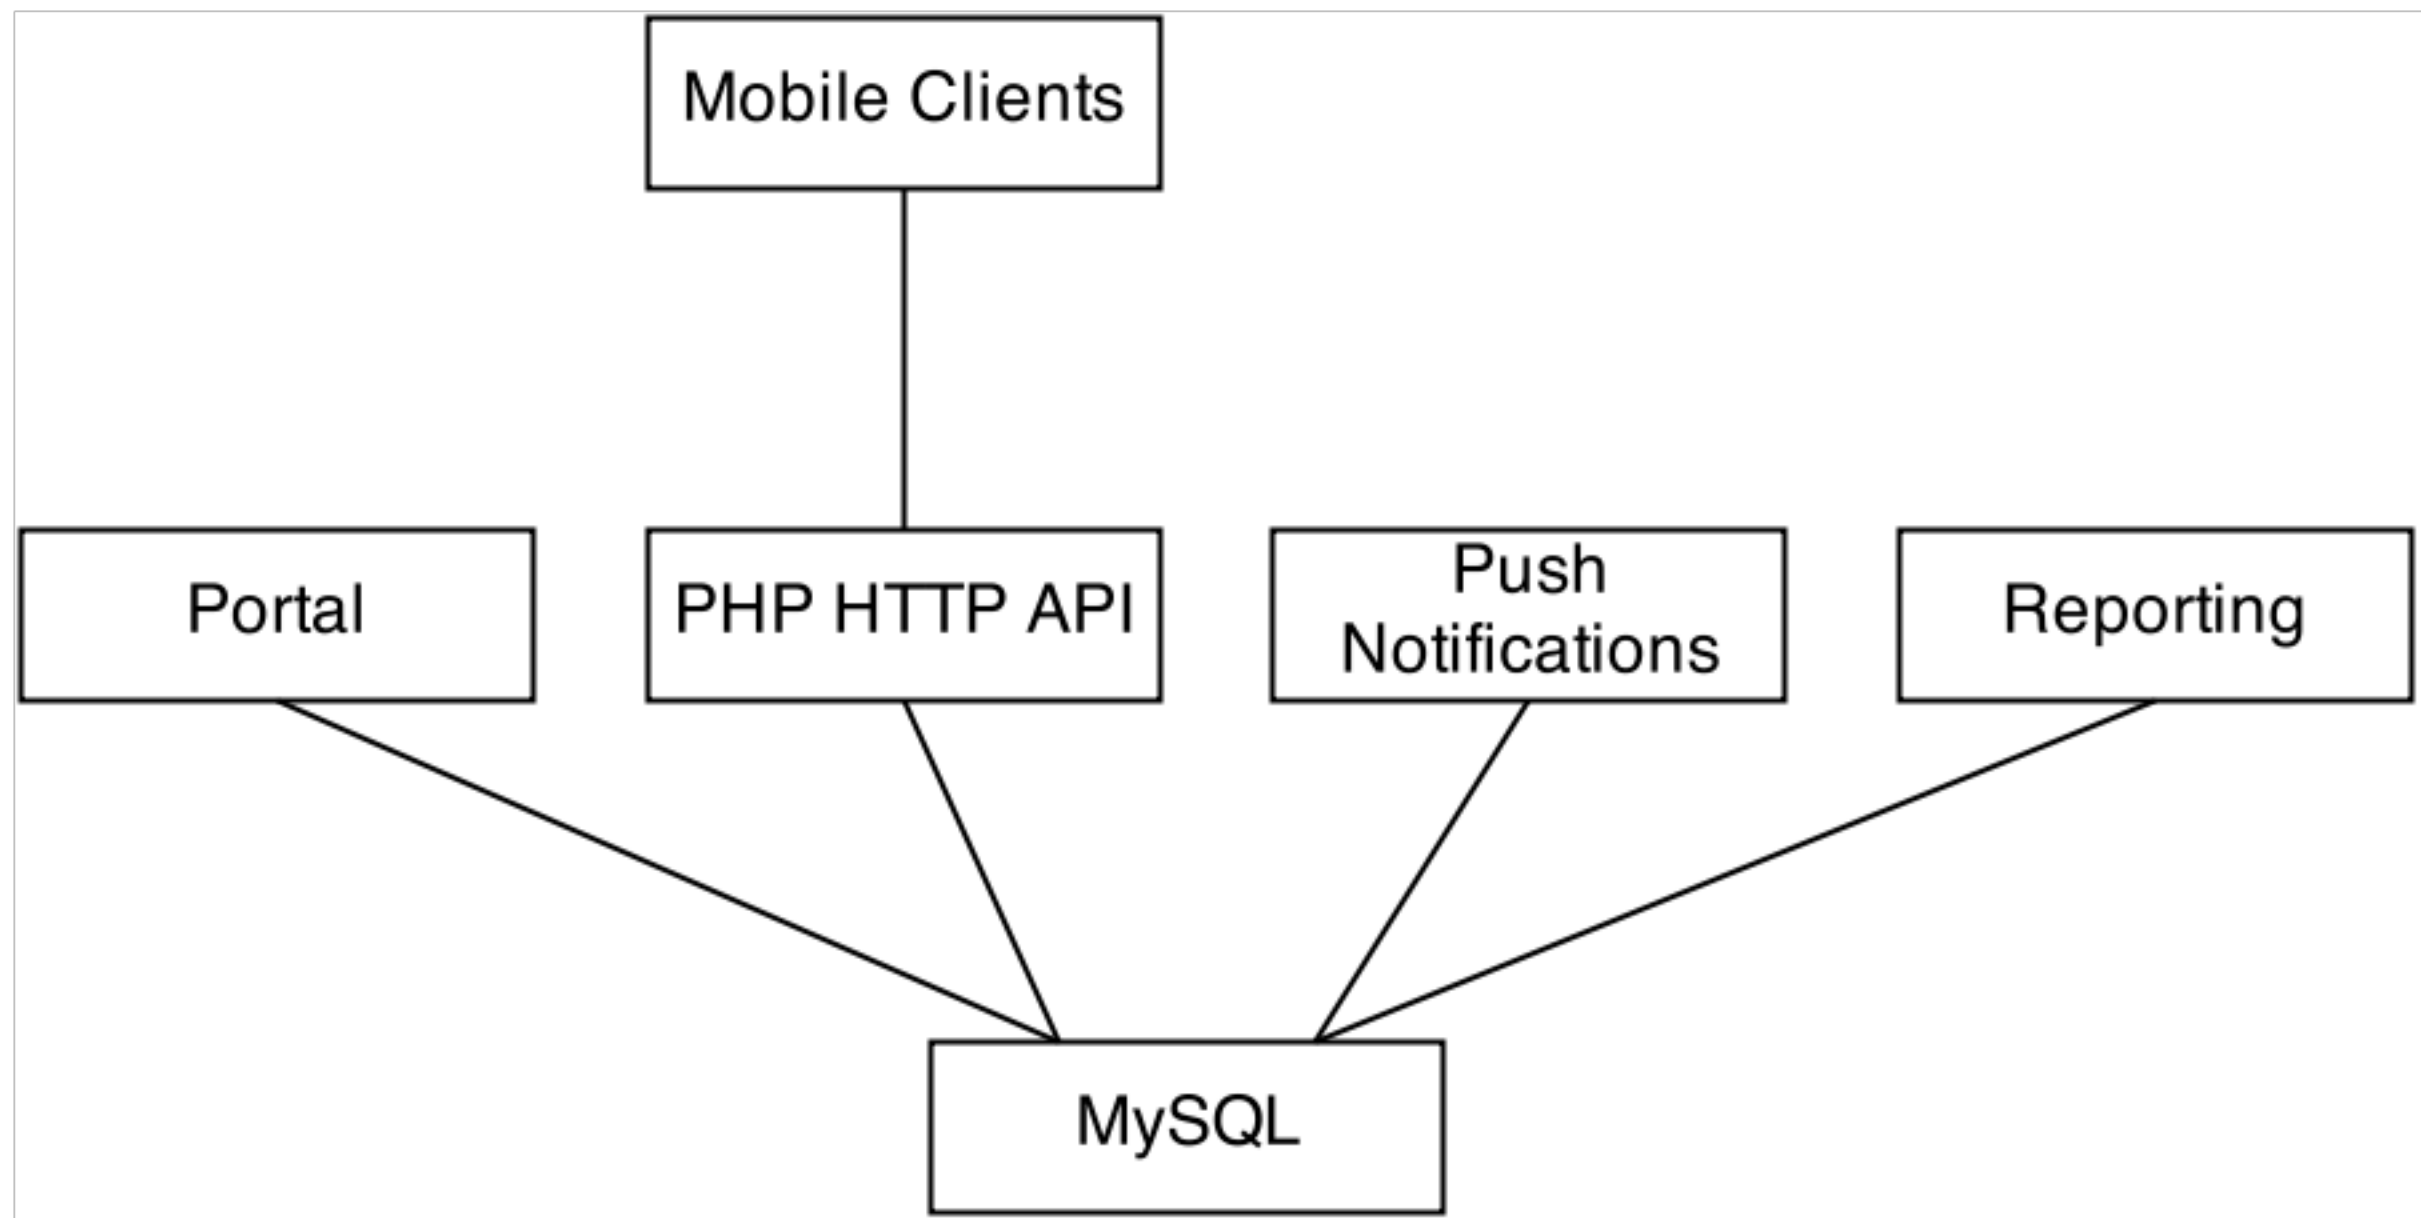 Mobile Clients
Portal
PHP HTTP API
Push
Notifications
Reporting
MySQL